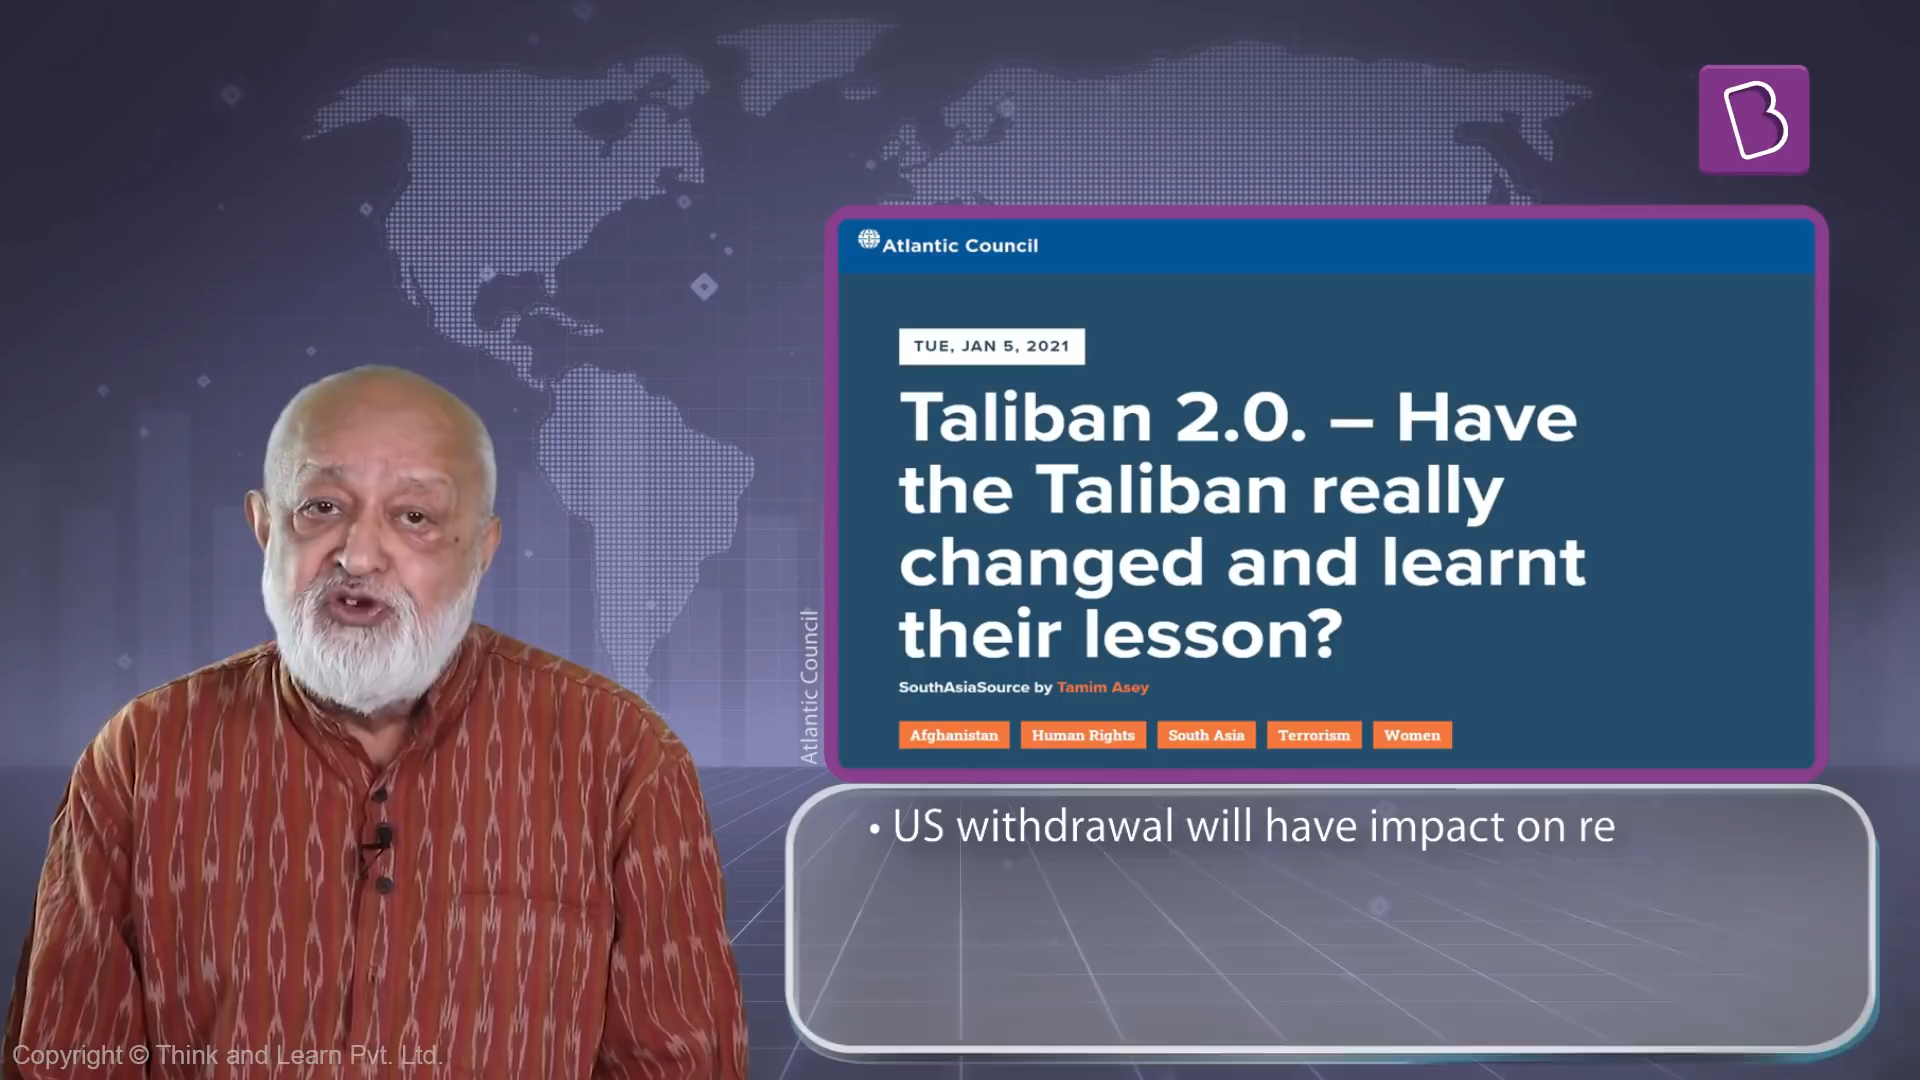 B
Atlantic Council
TUE, JAN 5, 2021
Taliban 2.0. – Have
the Taliban really
changed and learnt
their lesson?
SouthAsiaSource by Tamim Asey
Afghanistan Human Rights South Asia Terrorism Women
Atlantic Council
• US withdrawal will have impact on re
Copyright © Think and Learn Pvt. Ltd.